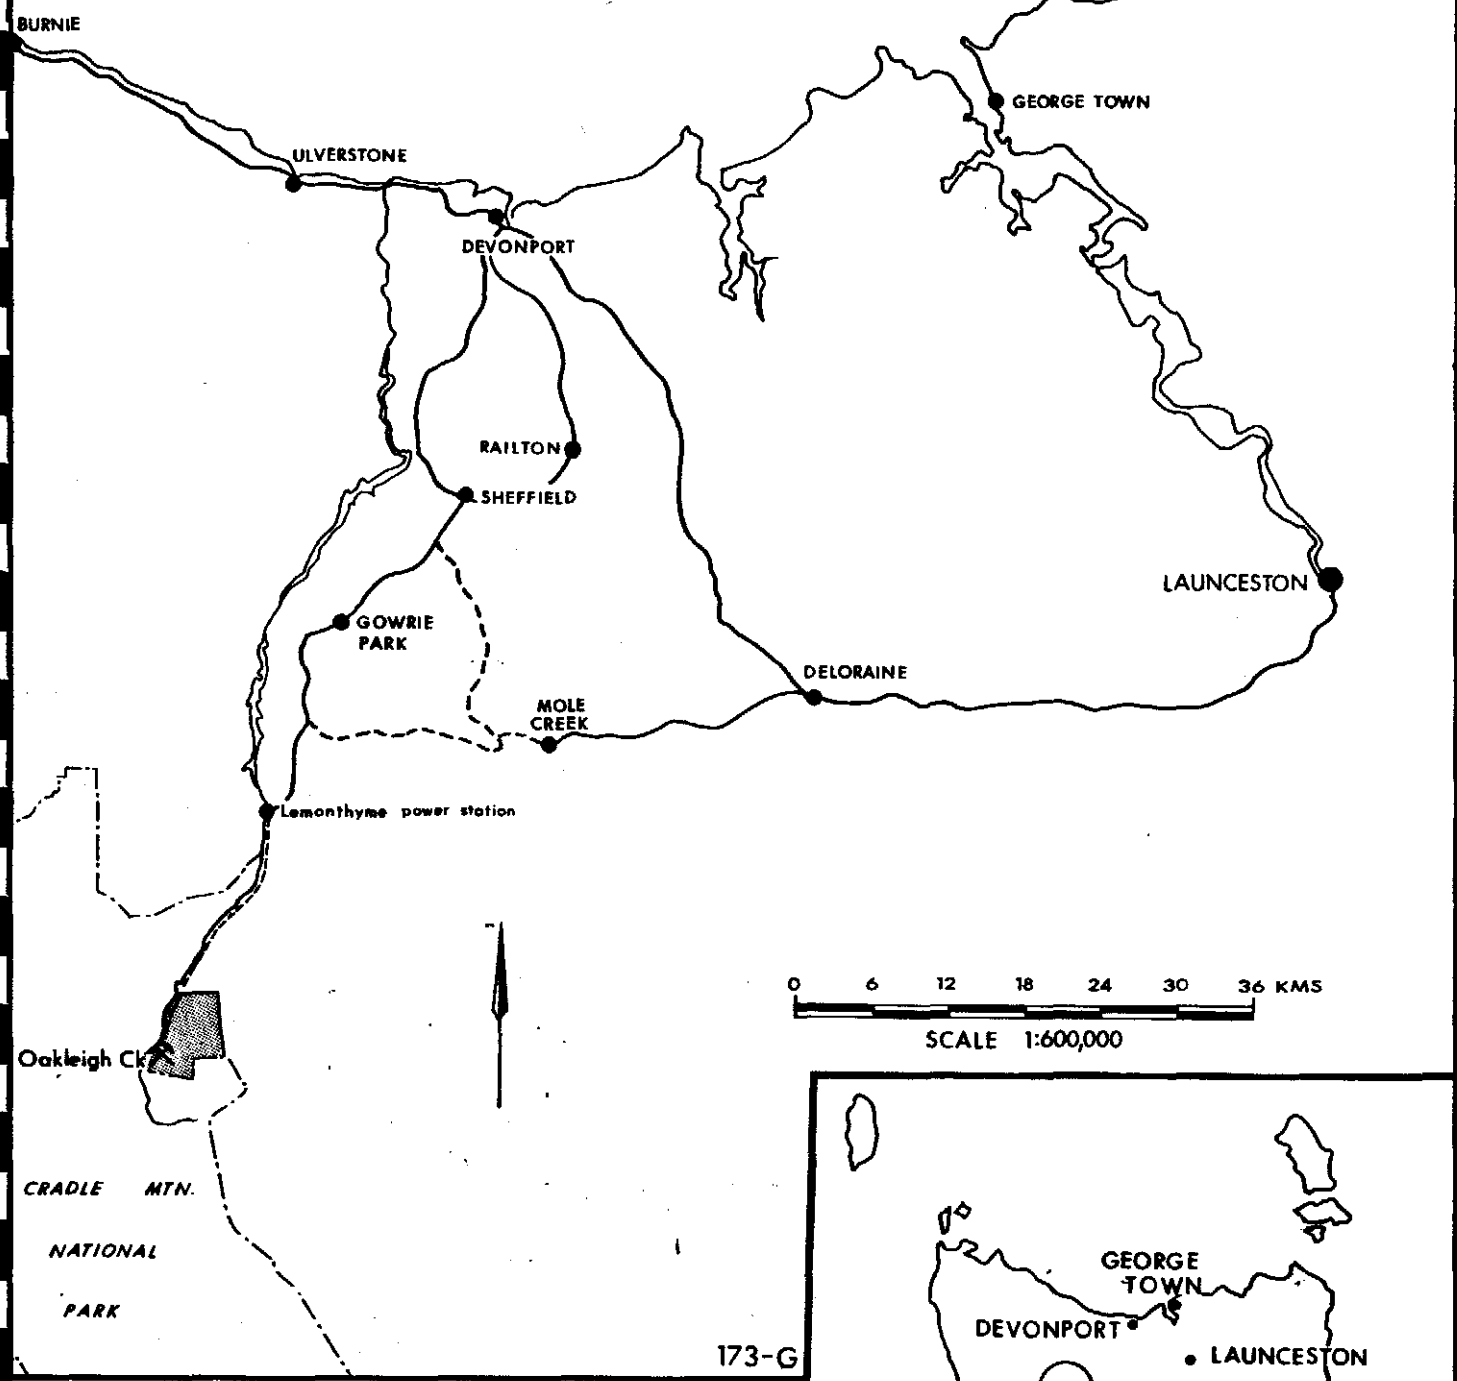 BURNIE
GEORGE TOWN
ULVERSTONE
DEVONPORT
RAILTON
SHEFFIELD
LAUNCESTON
GOWRIE
PARK
DELORAINE
MOLE
CREEK
Lemonthyme power station
0 6 12 18 24 30 36 KMS
SCALE 1:600,000
Oakleigh Ck
CRADLE MTN.
NATIONAL
PARK
GEORGE
TOWN
DEVONPORT
LAUNCESTON
173-G